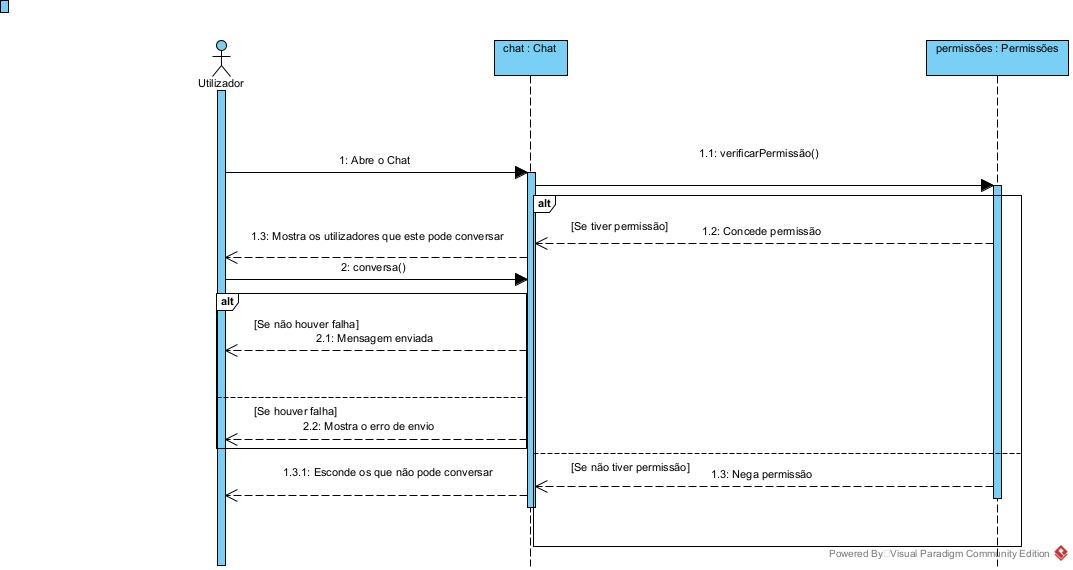 chat : Chat
permissões : Permissões
Utilizador
1: Abre o Chat
1.1: verificarPermissão()
alt
[Se tiver permissão]
1.2: Concede permissão
1.3: Mostra os utilizadores que este pode conversar
2: conversa()
alt
[Se não houver falha]
2.1: Mensagem enviada
[Se houver falha]
2.2: Mostra o erro de envio
[Se não tiver permissão]
1.3: Nega permissão
1.3.1: Esconde os que não pode conversar
Powered By Visual Paradigm Community Edition